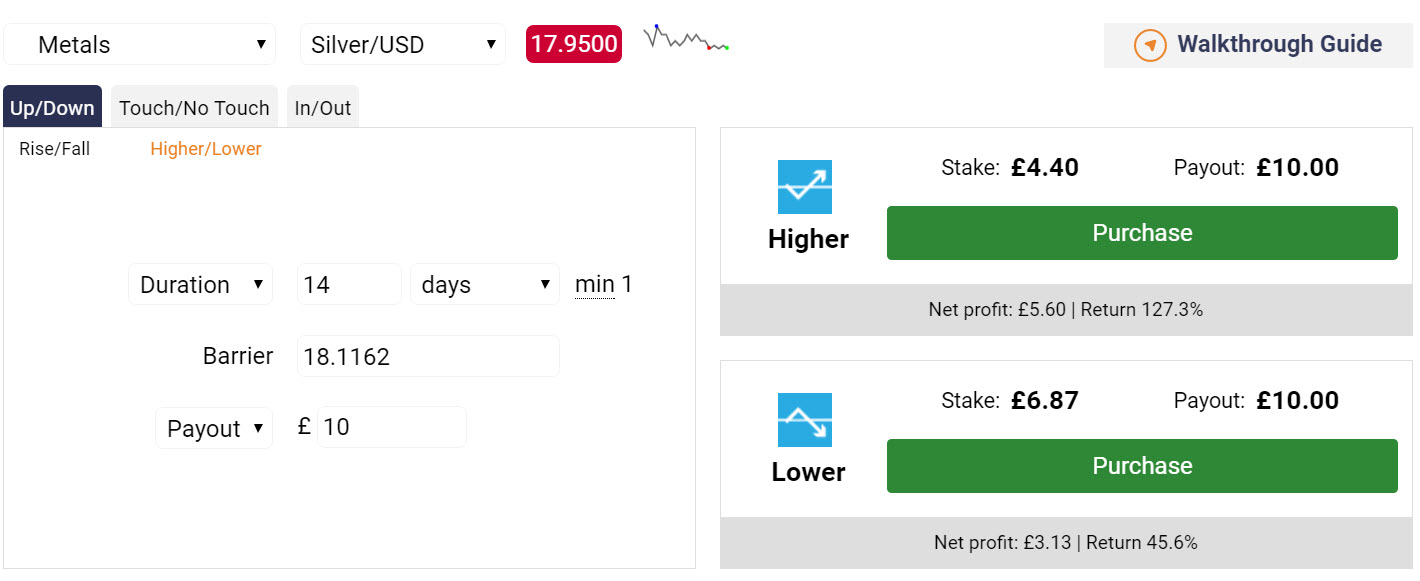 Metals
Silver/USD
17.9500
Walkthrough Guide
Up/Down
Touch/No Touch
In/Out
Rise/Fall
Higher/Lower
Duration
14
days
min 1
Barrier
18.1162
Payout
£
10
Higher
Stake: £4.40
Payout: £10.00
Purchase
Net profit: £5.60 | Return 127.3%
Lower
Stake: £6.87
Payout: £10.00
Purchase
Net profit: £3.13 | Return 45.6%